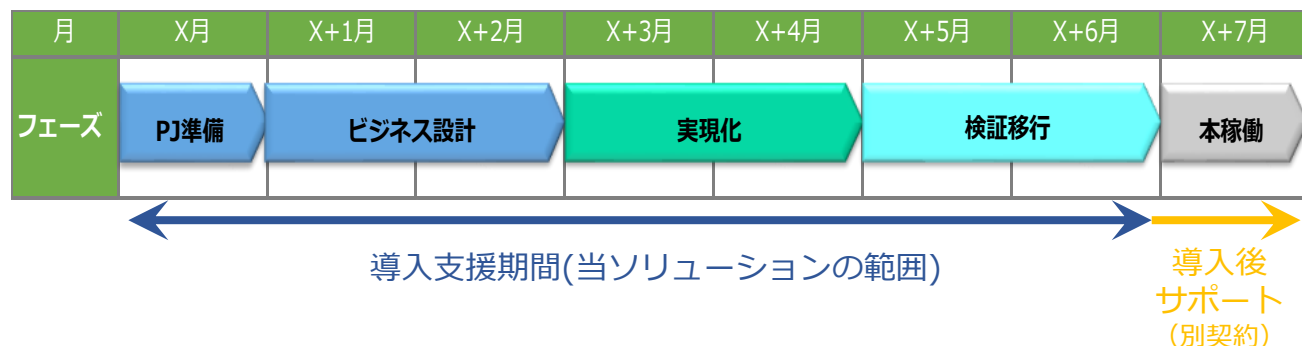 月 X月 X+1月 X+2月 X+3月 X+4月 X+5月 X+6月 X+7月
フェーズ PJ準備 ビジネス設計 実現化 検証移行 本稼働
導入支援期間(当ソリューションの範囲)
導入後
サポート
（別契約）